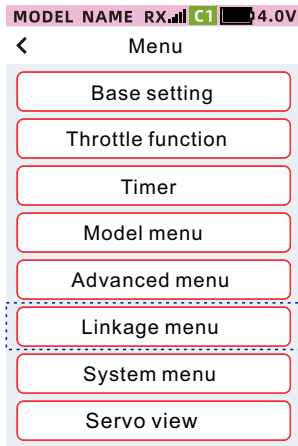 MODEL NAME RX C1 4.0V
Menu
Base setting
Throttle function
Timer
Model menu
Advanced menu
Linkage menu
System menu
Servo view